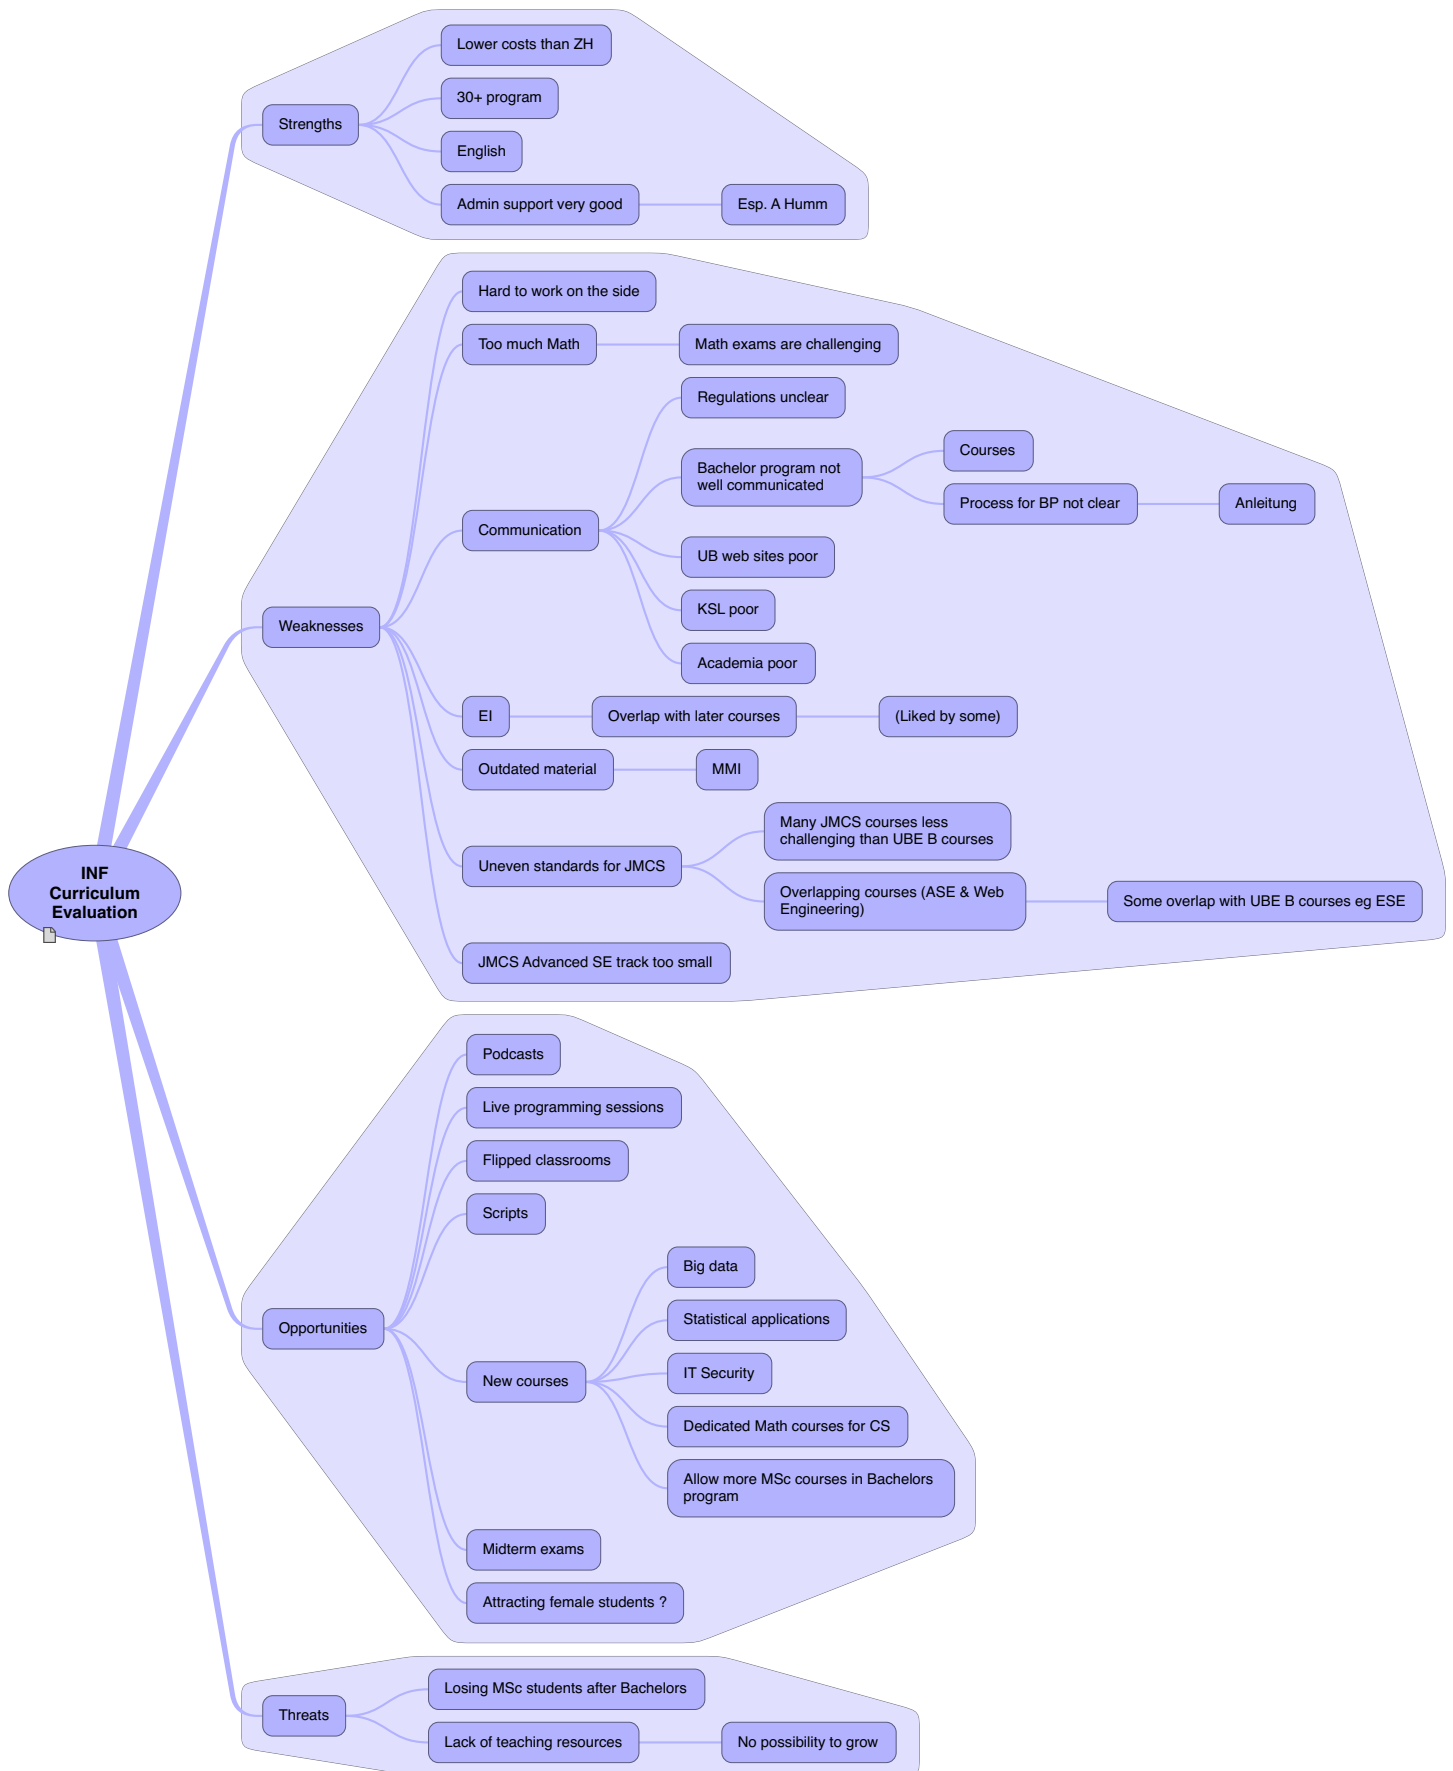 Lower costs than ZH
30+ program
Strengths
English
Admin support very good
Esp. A Humm
Hard to work on the side
Too much Math
Math exams are challenging
Regulations unclear
Courses
Bachelor program not
well communicated
Process for BP not clear
Anleitung
Communication
UB web sites poor
KSL poor
Weaknesses
Academia poor
EI
Overlap with later courses
(Liked by some)
Outdated material
MMI
Many JMCS courses less
challenging than UBE B courses
Uneven standards for JMCS
Overlapping courses (ASE & Web
Engineering)
Some overlap with UBE B courses eg ESE
JMCS Advanced SE track too small
INF
Curriculum
Evaluation
Podcasts
Live programming sessions
Flipped classrooms
Scripts
Big data
Statistical applications
Opportunities
IT Security
New courses
Dedicated Math courses for CS
Allow more MSc courses in Bachelors
program
Midterm exams
Attracting female students ?
Losing MSc students after Bachelors
Threats
Lack of teaching resources
No possibility to grow